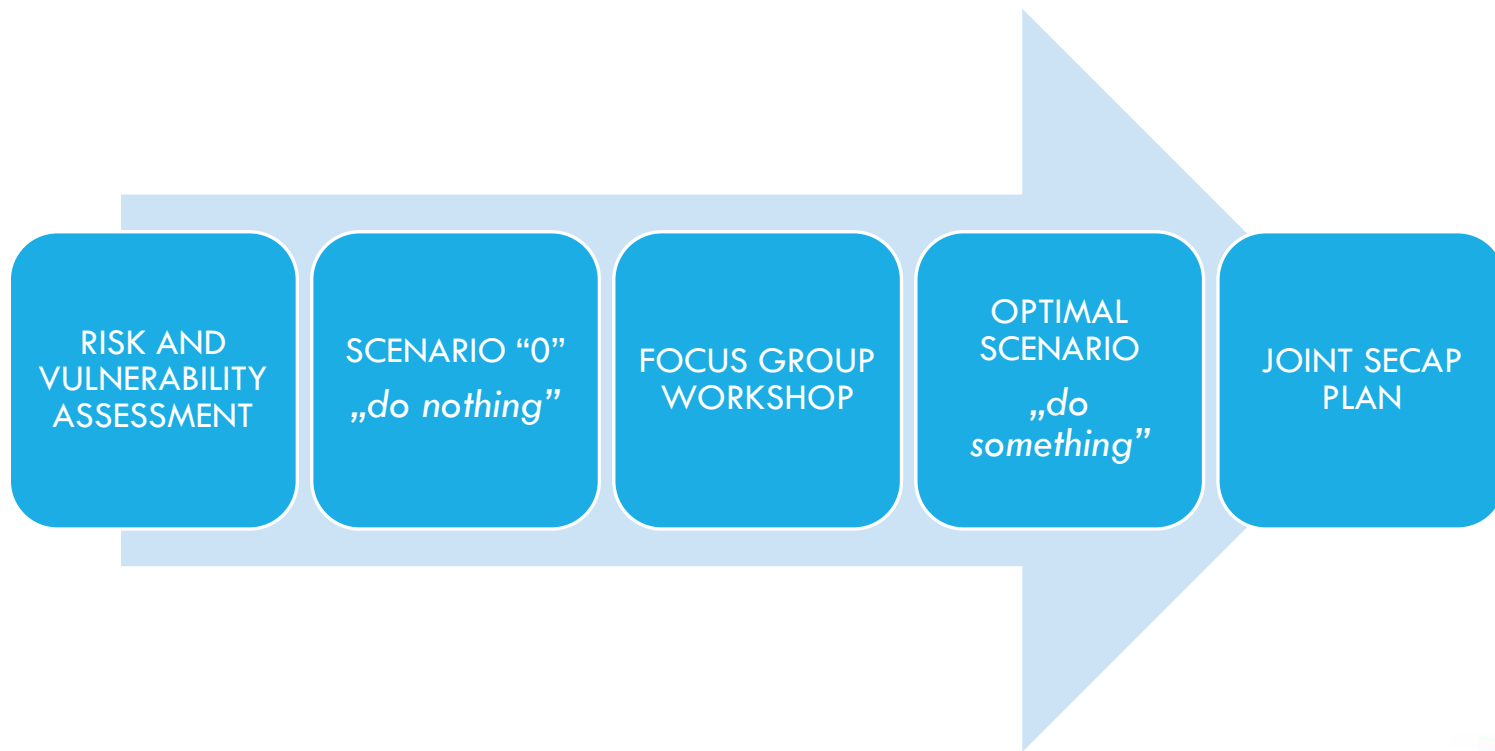 RISK AND
VULNERABILITY
ASSESSMENT
SCENARIO “0”
„do nothing”
FOCUS GROUP
WORKSHOP
OPTIMAL
SCENARIO
„do
something”
JOINT SECAP
PLAN